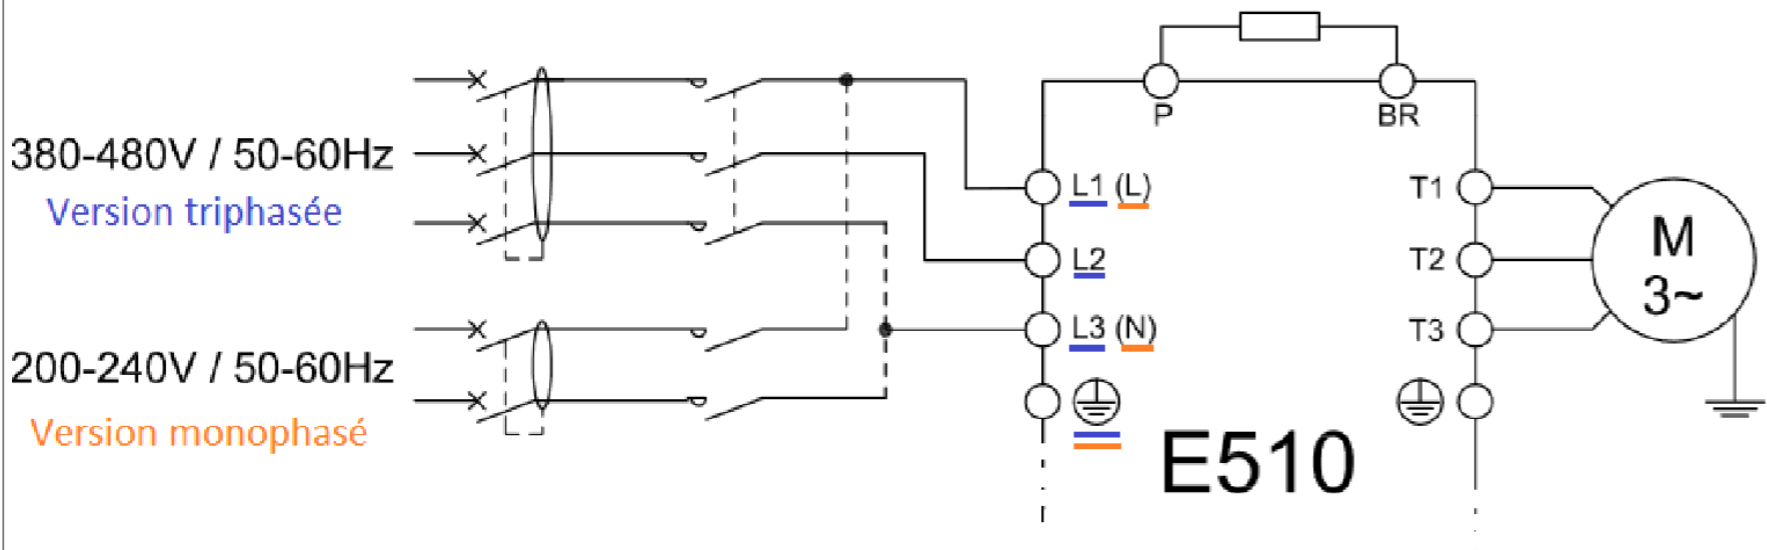 P
BR
380-480V / 50-60Hz
Version triphasée
L1 (L)
T1
L2
T2
M
3~
L3 (N)
T3
200-240V / 50-60Hz
Version monophasé
E510